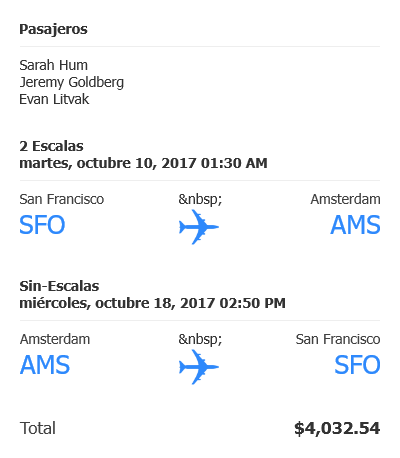 Pasajeros
Sarah Hum
Jeremy Goldberg
Evan Litvak
2 Escalas
martes, octubre 10, 2017 01:30 AM
San Francisco &nbsp; Amsterdam
SFO AMS
Sin-Escalas
miércoles, octubre 18, 2017 02:50 PM
Amsterdam &nbsp; San Francisco
AMS SFO
Total $4,032.54